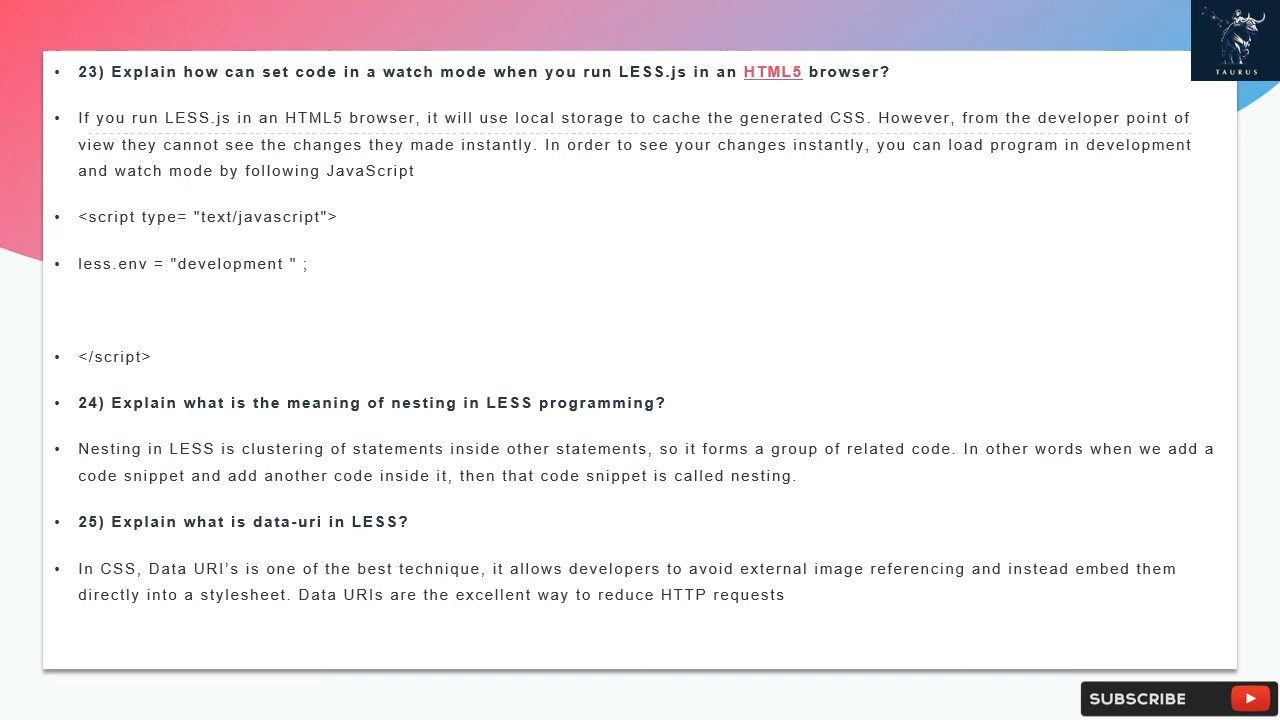 TAURUS
• 23) Explain how can set code in a watch mode when you run LESS.js in an HTML5 browser?
• If you run LESS.js in an HTML5 browser, it will use local storage to cache the generated CSS. However, from the developer point of
view they cannot see the changes they made instantly. In order to see your changes instantly, you can load program in development
and watch mode by following JavaScript
• <script type= "text/javascript">
• less.env = "development " ;
• </script>
• 24) Explain what is the meaning of nesting in LESS programming?
• Nesting in LESS is clustering of statements inside other statements, so it forms a group of related code. In other words when we add a
code snippet and add another code inside it, then that code snippet is called nesting.
• 25) Explain what is data-uri in LESS?
• In CSS, Data URI’s is one of the best technique, it allows developers to avoid external image referencing and instead embed them
directly into a stylesheet. Data URIs are the excellent way to reduce HTTP requests
SUBSCRIBE